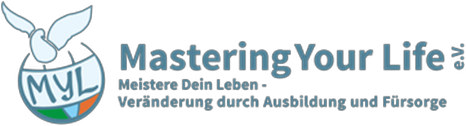 MYL
Mastering Your Life e.V.
Meistere Dein Leben -
Veränderung durch Ausbildung und Fürsorge